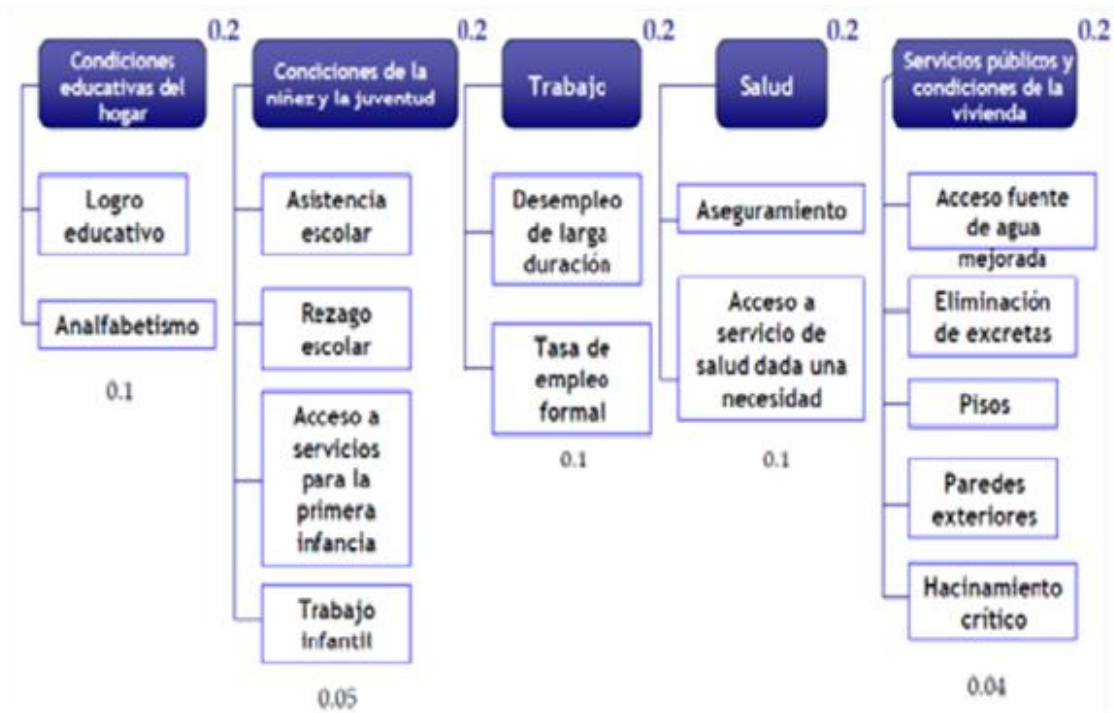 0.2
Condiciones
educativas del
hogar
Logro
educativo
Analfabetismo
0.1
0.2
Condiciones de la
niñez y la juventud
Asistencia
escolar
Rezago
escolar
Acceso a
servicios
para la
primera
infancia
Trabajo
infantil
0.05
0.2
Trabajo
Desempleo
de larga
duración
Tasa de
empleo
formal
0.1
0.2
Salud
Aseguramiento
Acceso a
servicio de
salud dada una
necesidad
0.1
0.2
Servicios públicos y
condiciones de la
vivienda
Acceso fuente
de agua
mejorada
Eliminación
de excretas
Pisos
Paredes
exteriores
Hacinamiento
crítico
0.04